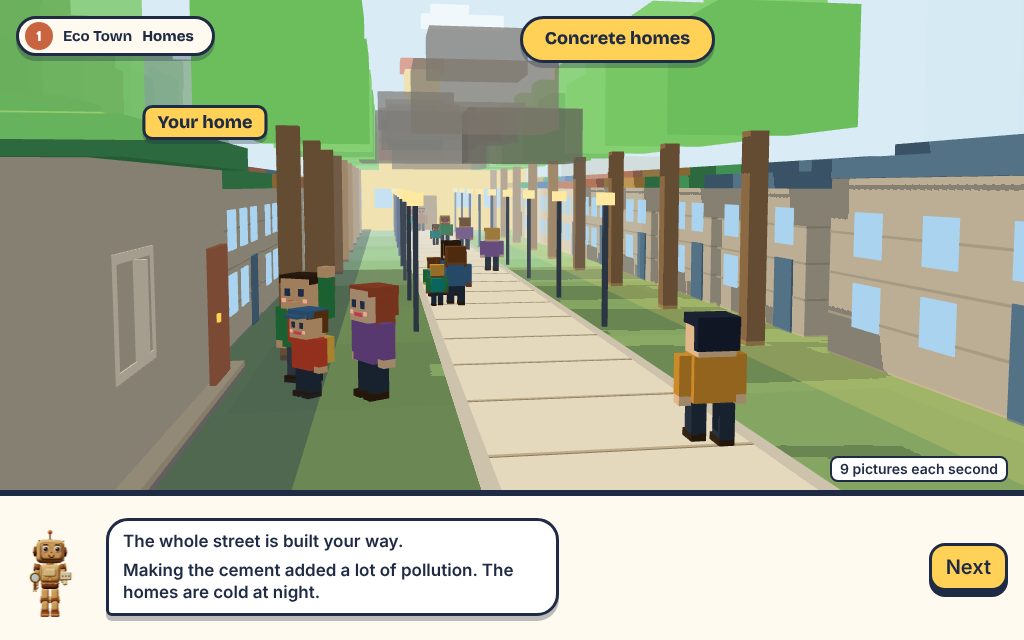 1 Eco Town Homes
Concrete homes
Your home
9 pictures each second
The whole street is built your way.
Making the cement added a lot of pollution. The
homes are cold at night.
Next